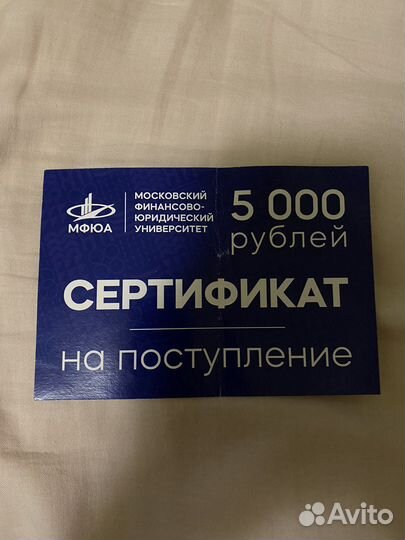 МФЮА
МОСКОВСКИЙ
ФИНАНСОВО-
ЮРИДИЧЕСКИЙ
УНИВЕРСИТЕТ
5 000
рублей
СЕРТИФИКАТ
на поступление
Avito